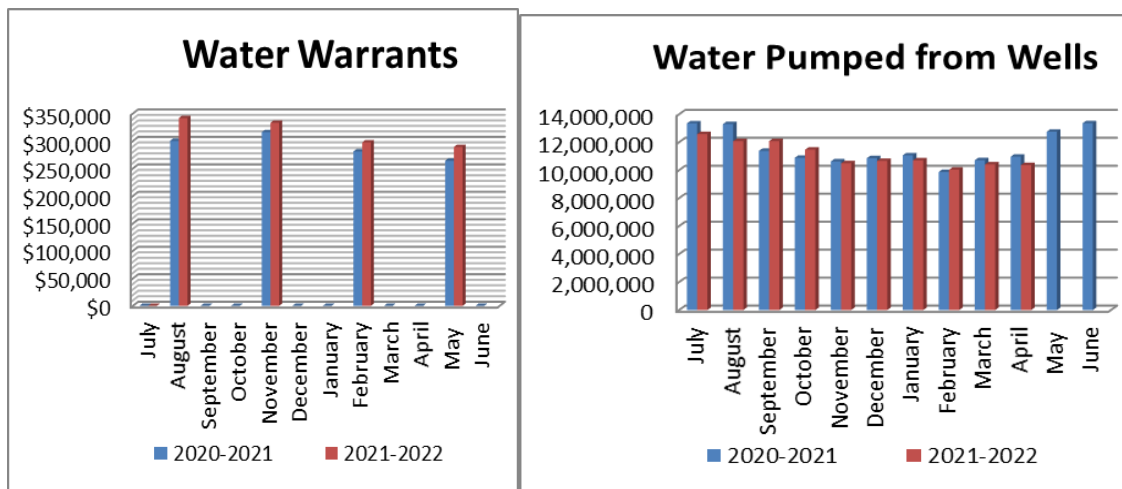 Water Warrants
$350,000
$300,000
$250,000
$200,000
$150,000
$100,000
$50,000
$0
July
August
September
October
November
December
January
February
March
April
May
June
2020-2021 2021-2022
Water Pumped from Wells
14,000,000
12,000,000
10,000,000
8,000,000
6,000,000
4,000,000
2,000,000
0
July
August
September
October
November
December
January
February
March
April
May
June
2020-2021 2021-2022